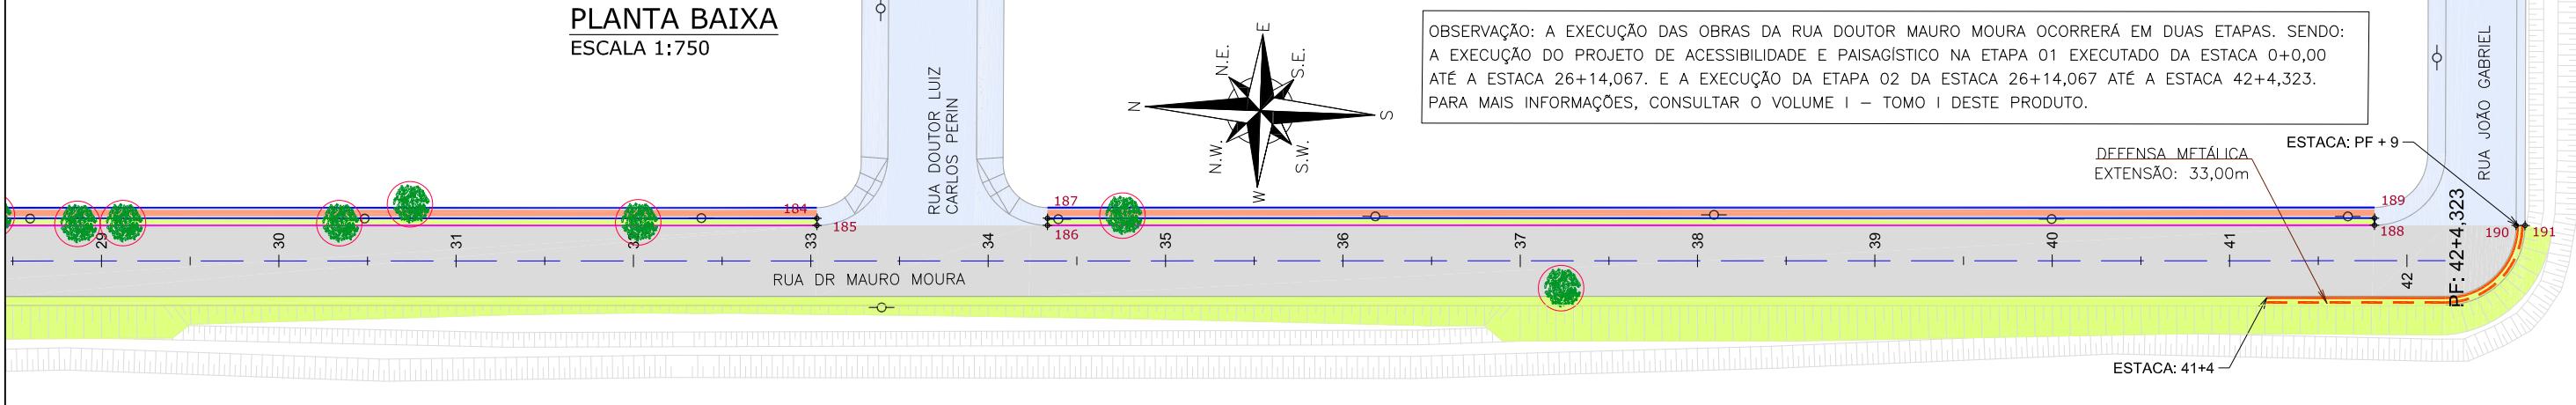 PLANTA BAIXA
ESCALA 1:750
RUA DOUTOR LUIZ
CARLOS PERIN
N
N.E.
E
S.E.
S
S.W.
W
N.W.
OBSERVAÇÃO: A EXECUÇÃO DAS OBRAS DA RUA DOUTOR MAURO MOURA OCORRERÁ EM DUAS ETAPAS. SENDO:
A EXECUÇÃO DO PROJETO DE ACESSIBILIDADE E PAISAGÍSTICO NA ETAPA 01 EXECUTADO DA ESTACA 0+0,00
ATÉ A ESTACA 26+14,067. E A EXECUÇÃO DA ETAPA 02 DA ESTACA 26+14,067 ATÉ A ESTACA 42+4,323.
PARA MAIS INFORMAÇÕES, CONSULTAR O VOLUME I – TOMO I DESTE PRODUTO.
RUA JOÃO GABRIEL
ESTACA: PF + 9
DEFENSA METÁLICA
EXTENSÃO: 33,00m
184
185
187
186
189
188
190
191
29
30
31
33
34
35
36
37
38
39
40
41
42
PF: 42+4,323
RUA DR MAURO MOURA
ESTACA: 41+4